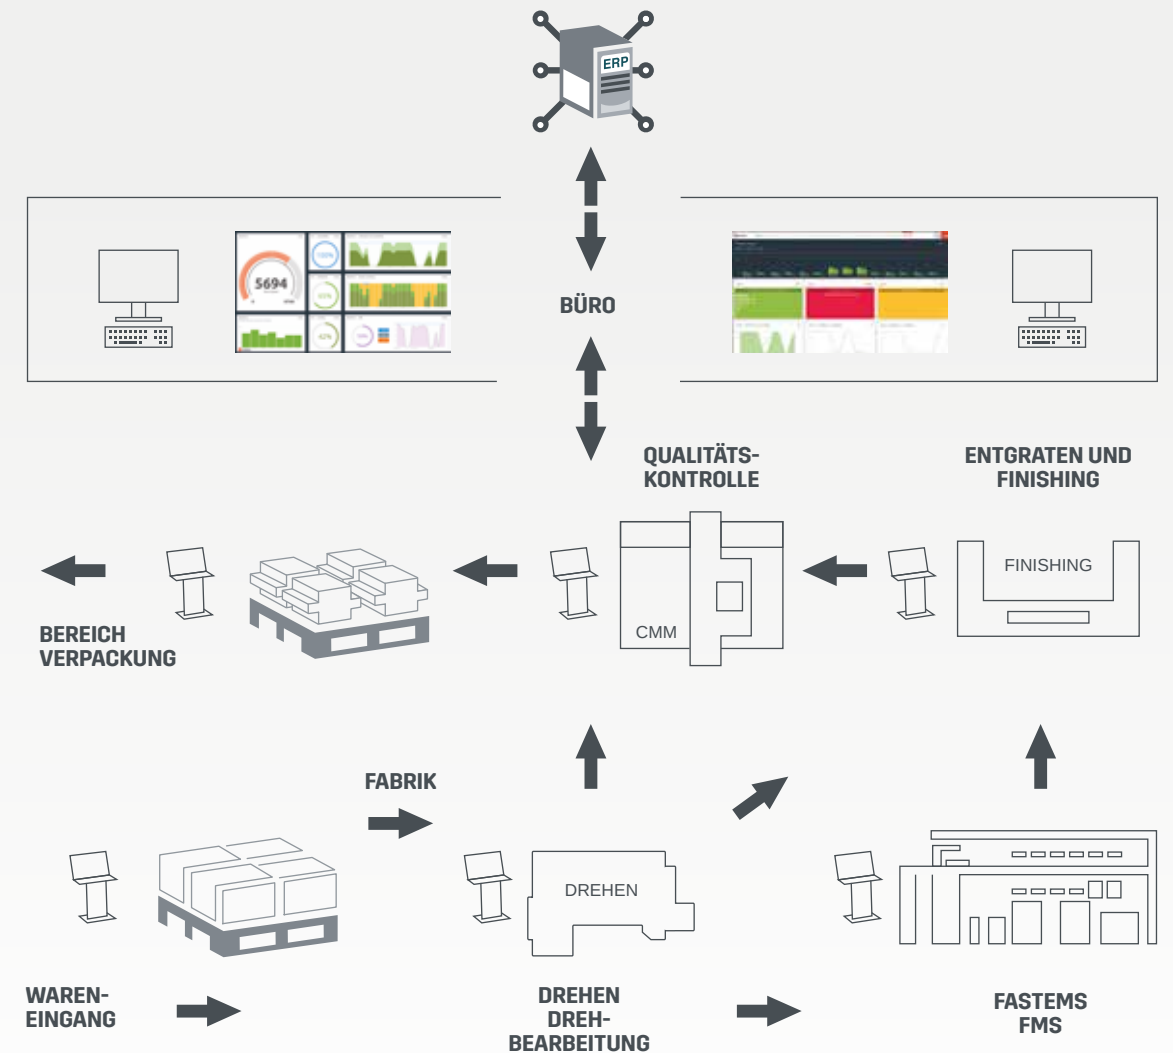 ERP
5694
BÜRO
QUALITÄTS-
KONTROLLE
ENTGRATEN UND
FINISHING
FINISHING
CMM
BEREICH
VERPACKUNG
FABRIK
DREHEN
WAREN-
EINGANG
DREHEN
DREH-
BEARBEITUNG
FASTEMS
FMS